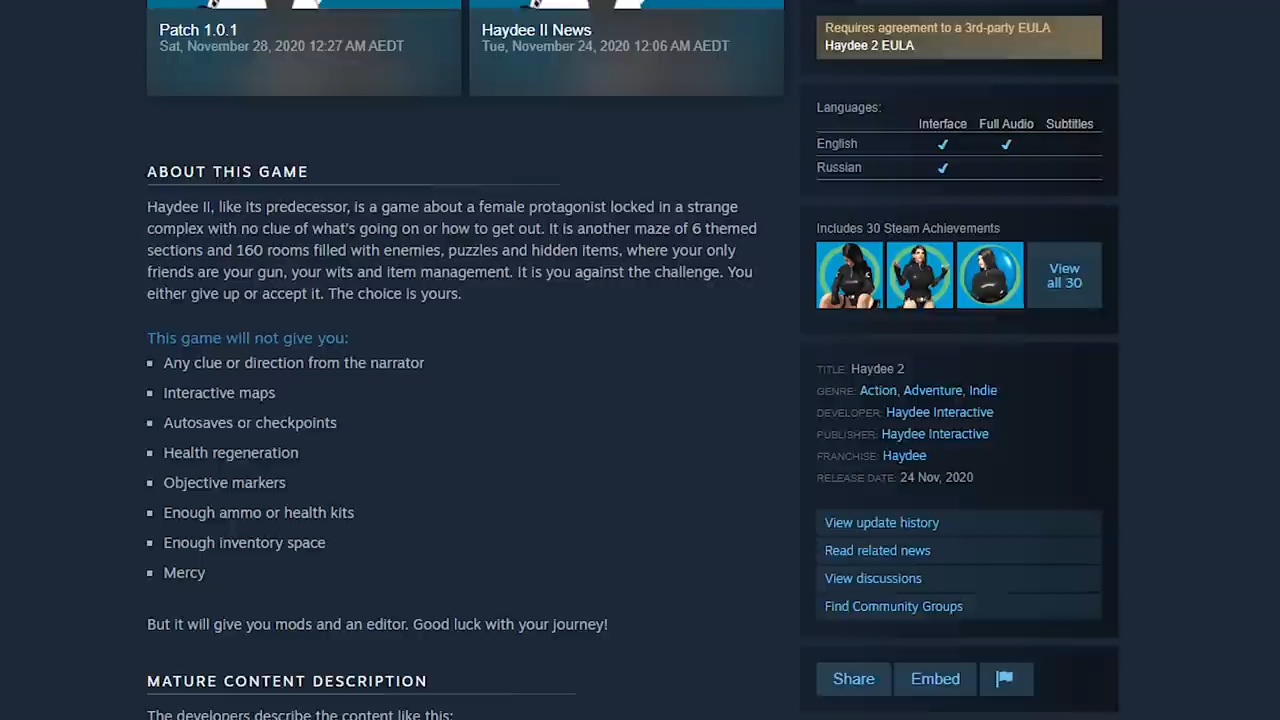 Patch 1.0.1
Sat, November 28, 2020 12:27 AM AEDT
Haydee II News
Tue, November 24, 2020 12:06 AM AEDT
ABOUT THIS GAME
Haydee II, like its predecessor, is a game about a female protagonist locked in a strange
complex with no clue of what's going on or how to get out. It is another maze of 6 themed
sections and 160 rooms filled with enemies, puzzles and hidden items, where your only
friends are your gun, your wits and item management. It is you against the challenge. You
either give up or accept it. The choice is yours.
This game will not give you:
Any clue or direction from the narrator
Interactive maps
Autosaves or checkpoints
Health regeneration
Objective markers
Enough ammo or health kits
Enough inventory space
Mercy
But it will give you mods and an editor. Good luck with your journey!
MATURE CONTENT DESCRIPTION
The developers describe the content like this:
Requires agreement to a 3rd-party EULA
Haydee 2 EULA
Languages:
Interface Full Audio Subtitles
English ✔ ✔
Russian ✔
Includes 30 Steam Achievements
View
all 30
TITLE: Haydee 2
GENRE: Action, Adventure, Indie
DEVELOPER: Haydee Interactive
PUBLISHER: Haydee Interactive
FRANCHISE: Haydee
RELEASE DATE: 24 Nov, 2020
View update history
Read related news
View discussions
Find Community Groups
Share Embed